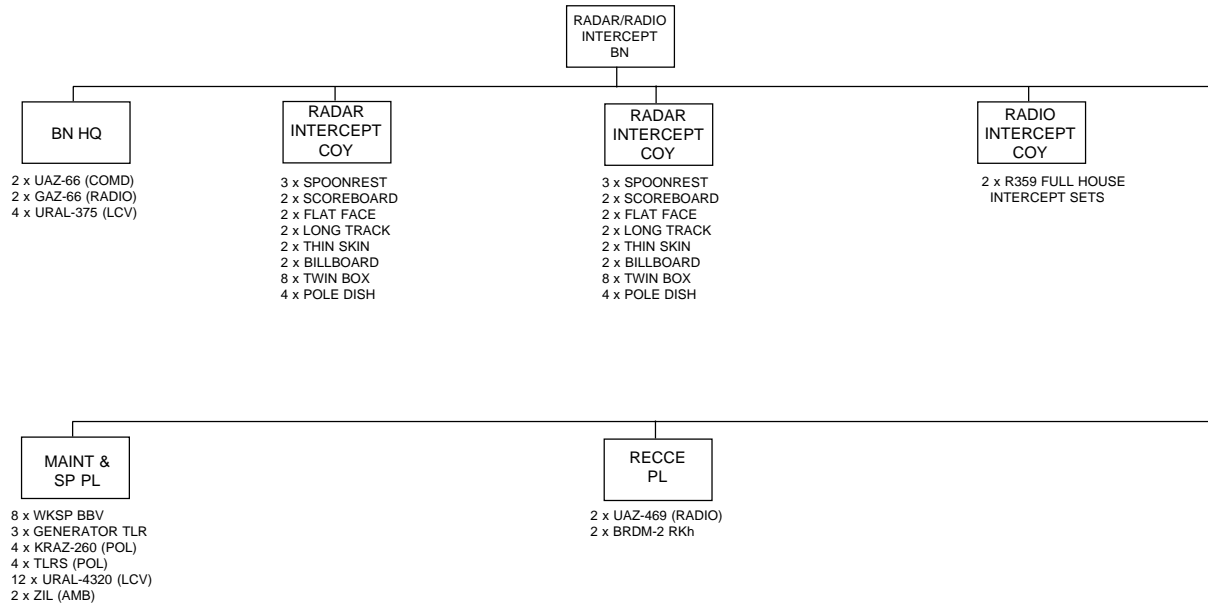 RADAR/RADIO
INTERCEPT
BN
BN HQ
2 x UAZ-66 (COMD)
2 x GAZ-66 (RADIO)
4 x URAL-375 (LCV)
RADAR
INTERCEPT
COY
3 x SPOONREST
2 x SCOREBOARD
2 x FLAT FACE
2 x LONG TRACK
2 x THIN SKIN
2 x BILLBOARD
8 x TWIN BOX
4 x POLE DISH
RADAR
INTERCEPT
COY
3 x SPOONREST
2 x SCOREBOARD
2 x FLAT FACE
2 x LONG TRACK
2 x THIN SKIN
2 x BILLBOARD
8 x TWIN BOX
4 x POLE DISH
RADIO
INTERCEPT
COY
2 x R359 FULL HOUSE
INTERCEPT SETS
MAINT &
SP PL
8 x WKSP BBV
3 x GENERATOR TLR
4 x KRAZ-260 (POL)
4 x TLRS (POL)
12 x URAL-4320 (LCV)
2 x ZIL (AMB)
RECCE
PL
2 x UAZ-469 (RADIO)
2 x BRDM-2 RKh